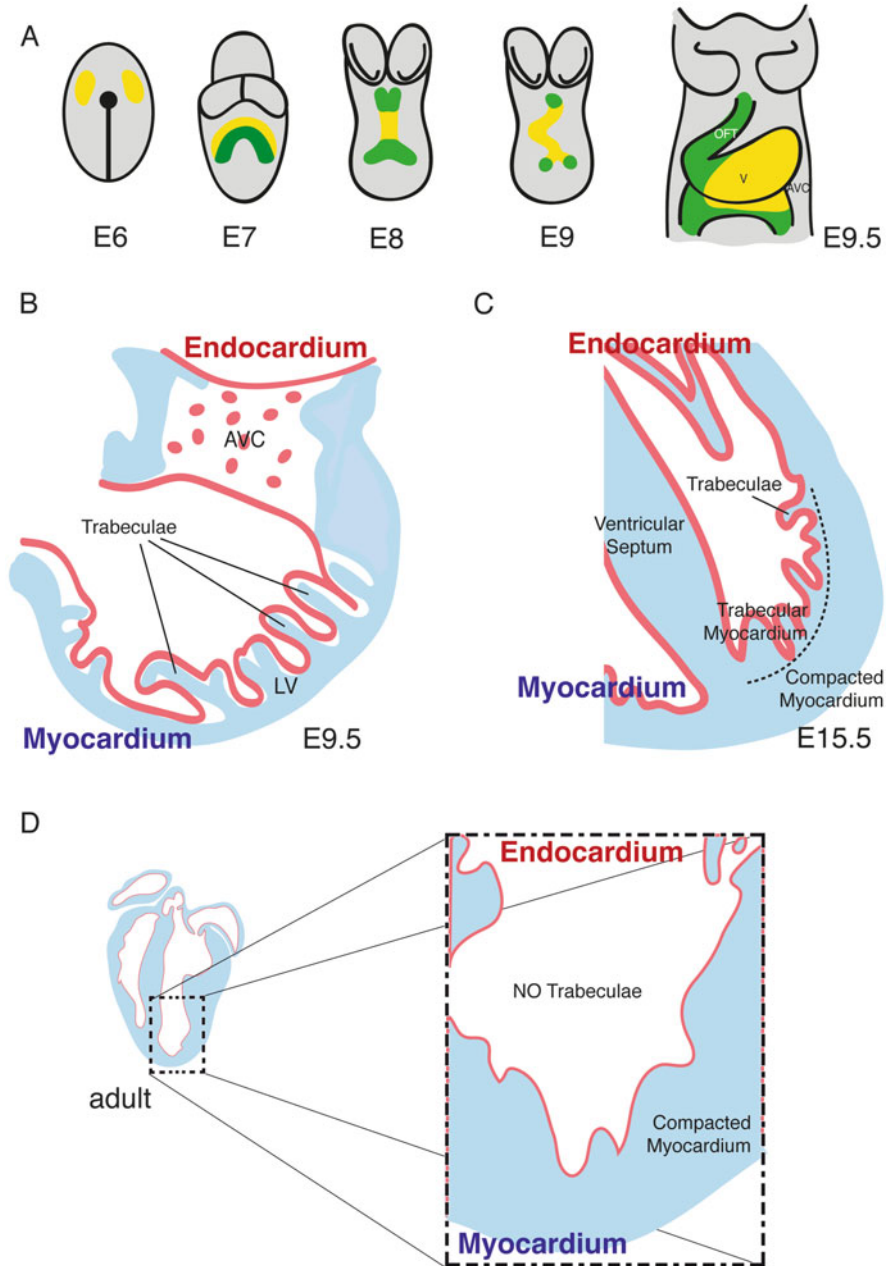 A
E6
E7
E8
E9
E9.5
OFT
V
AVC
B
Endocardium
AVC
Trabeculae
LV
Myocardium
E9.5
C
Endocardium
Trabeculae
Ventricular
Septum
Trabecular
Myocardium
Compacted
Myocardium
Myocardium
E15.5
D
adult
Endocardium
NO Trabeculae
Compacted
Myocardium
Myocardium